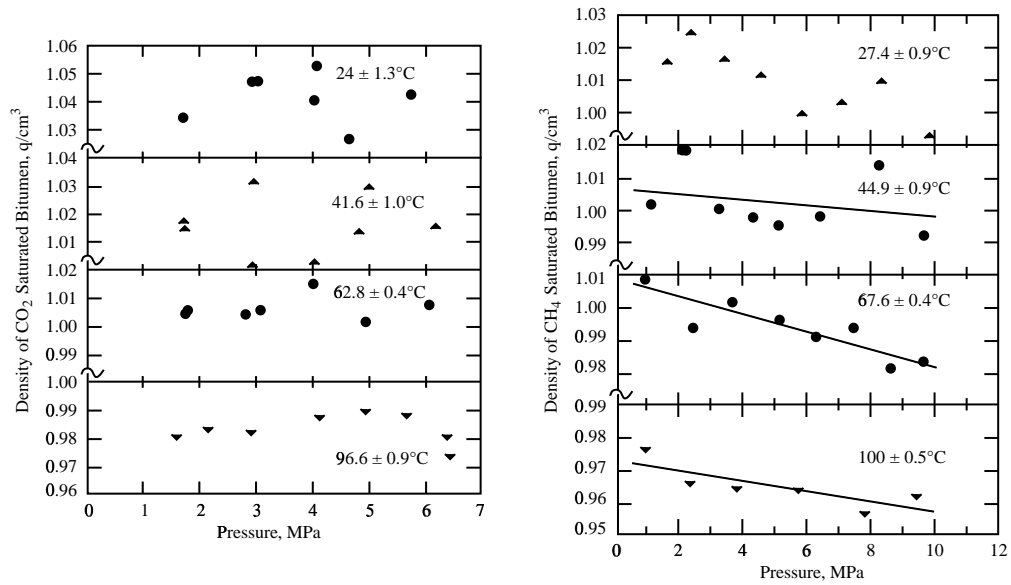 Density of CO2 Saturated Bitumen, q/cm3
1.06
1.05
1.04
1.03
24 ± 1.3°C
1.04
1.03
1.02
1.01
41.6 ± 1.0°C
1.02
1.01
1.00
0.99
62.8 ± 0.4°C
1.00
0.99
0.98
0.97
0.96
96.6 ± 0.9°C
0 1 2 3 4 5 6 7
Pressure, MPa
Density of CH4 Saturated Bitumen, q/cm3
1.03
1.02
1.01
1.00
27.4 ± 0.9°C
1.02
1.01
1.00
0.99
44.9 ± 0.9°C
1.01
1.00
0.99
0.98
67.6 ± 0.4°C
0.99
0.98
0.97
0.96
0.95
100 ± 0.5°C
0 2 4 6 8 10 12
Pressure, MPa